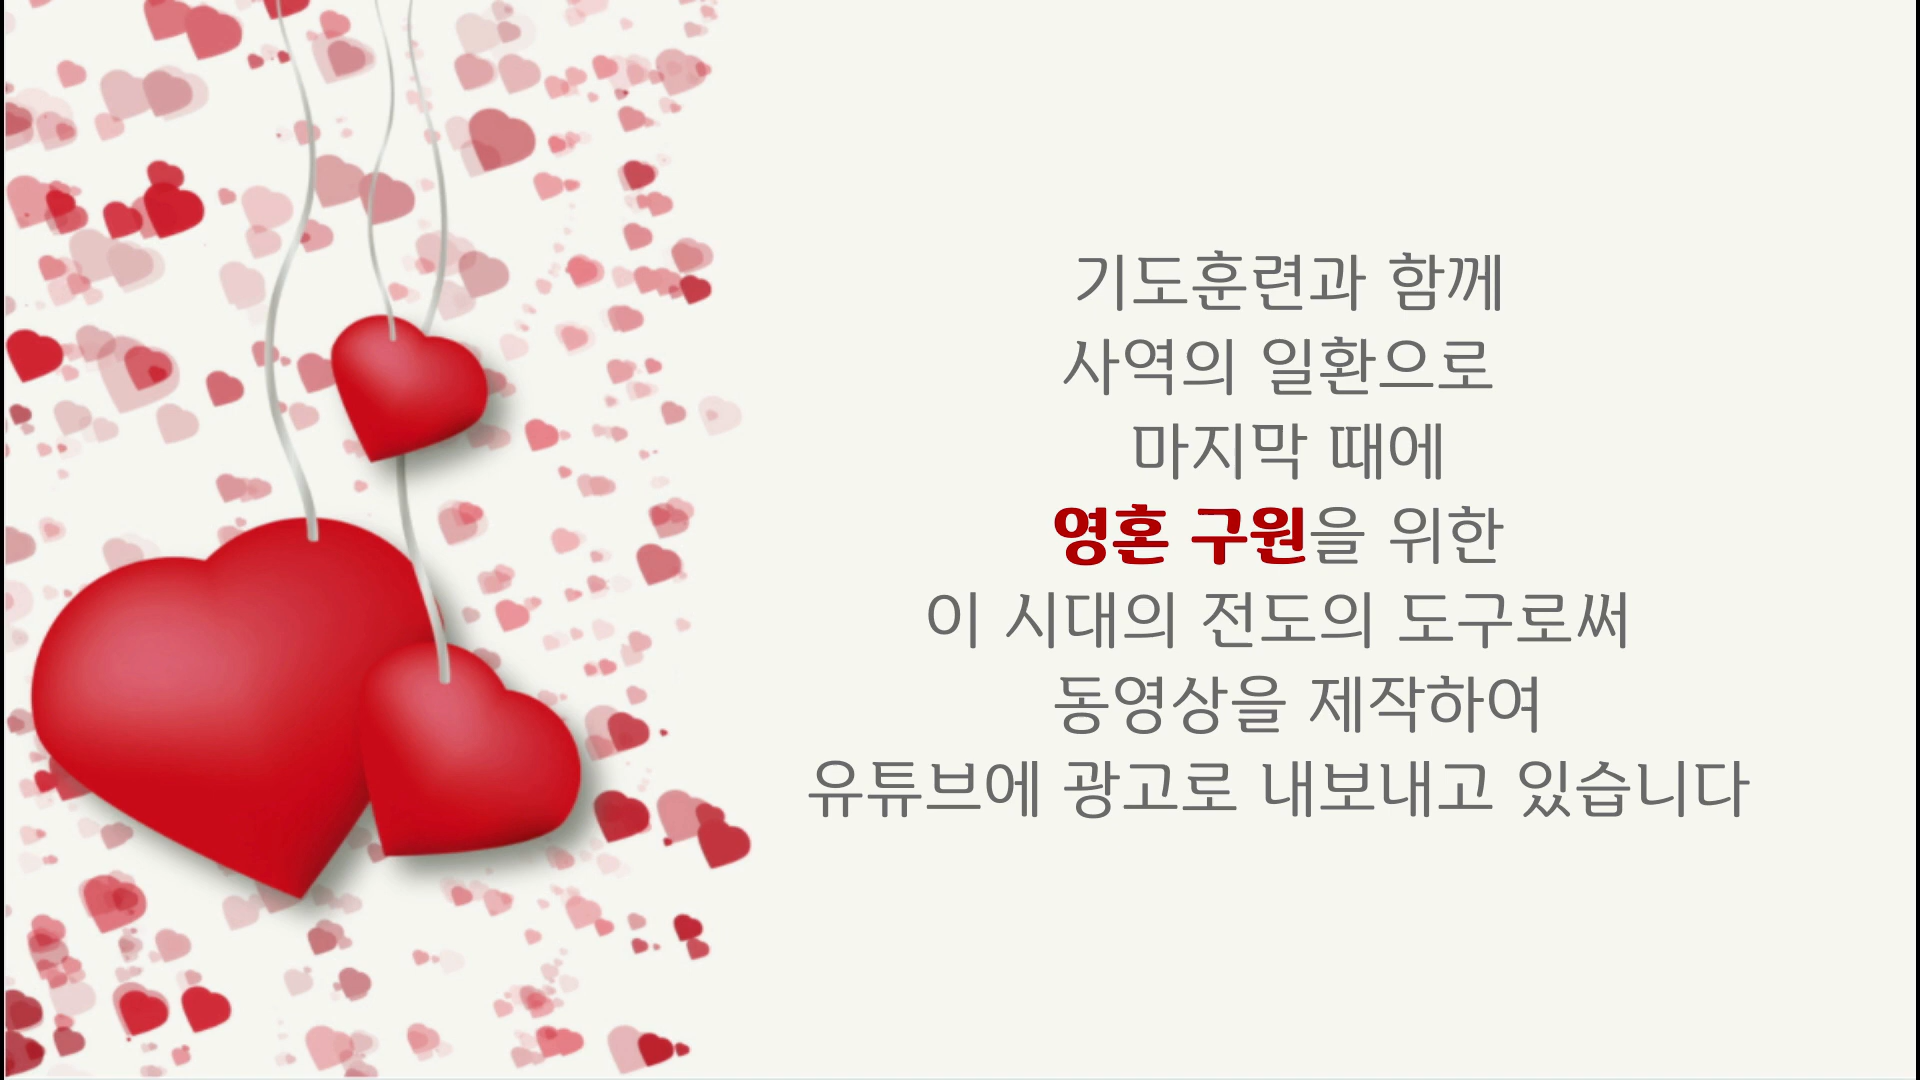 기도훈련과 함께
사역의 일환으로
마지막 때에
영혼 구원을 위한
이 시대의 전도의 도구로써
동영상을 제작하여
유튜브에 광고로 내보내고 있습니다